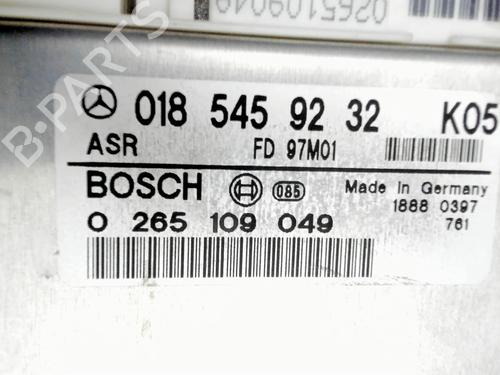 0265109049
018 545 92 32 K05
ASR FD 97M01
BOSCH 085 Made In Germany
1888 0397
0 265 109 049 761
B-PARTS